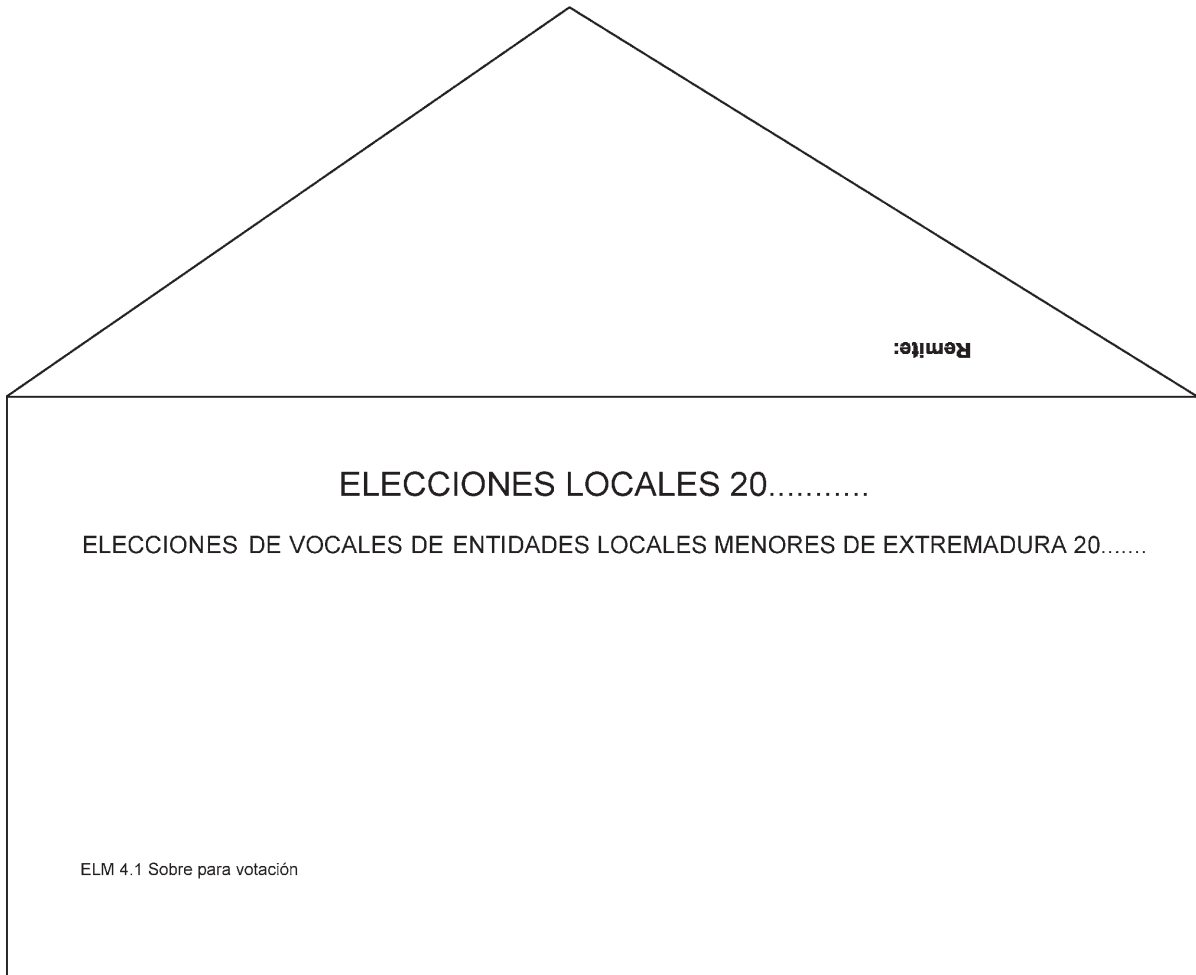 Remite:
ELECCIONES LOCALES 20...........
ELECCIONES DE VOCALES DE ENTIDADES LOCALES MENORES DE EXTREMADURA 20.......
ELM 4.1 Sobre para votación